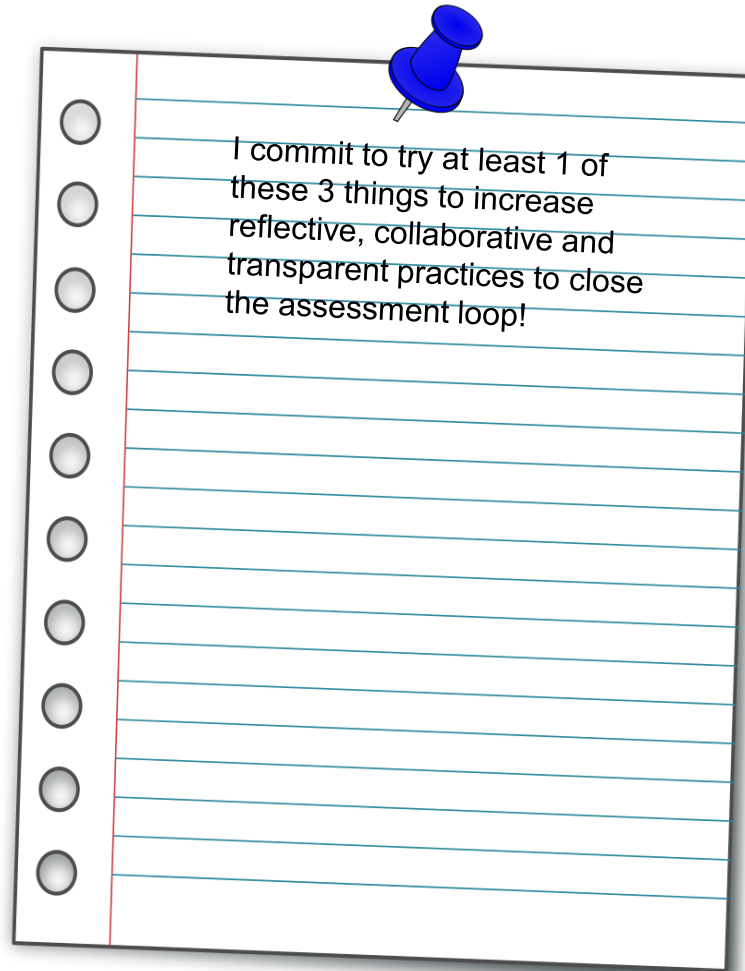 I commit to try at least 1 of
these 3 things to increase
reflective, collaborative and
transparent practices to close
the assessment loop!